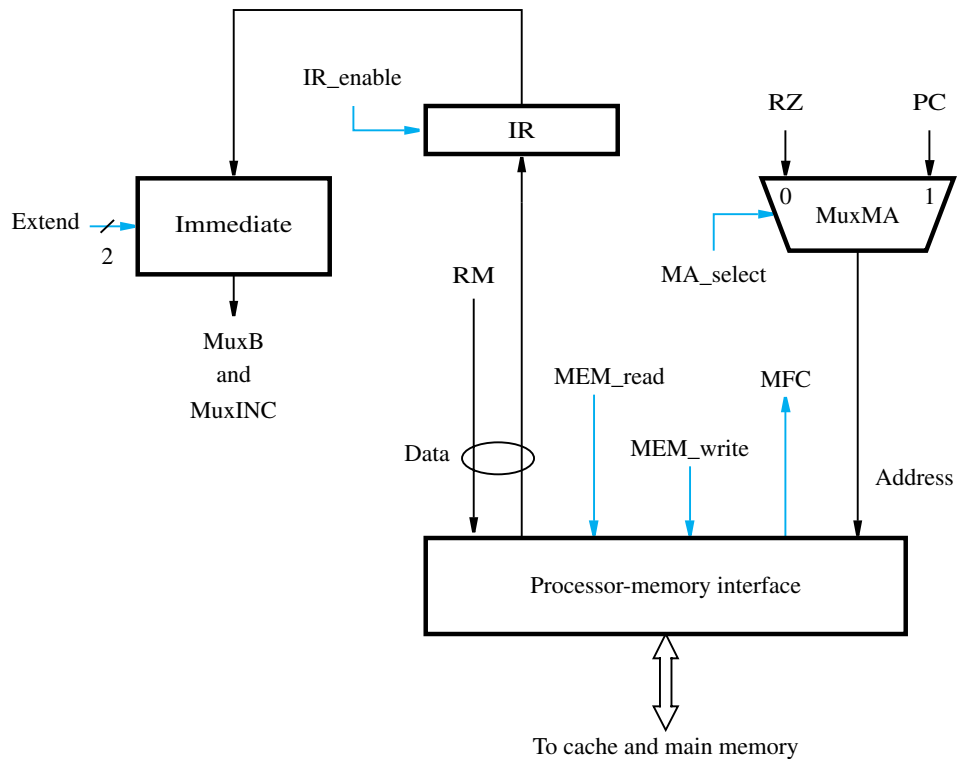 IR_enable
RZ
PC
IR
0
1
MuxMA
Extend
2
Immediate
RM
MA_select
MuxB
and
MuxINC
MEM_read
MFC
Data
MEM_write
Address
Processor-memory interface
To cache and main memory